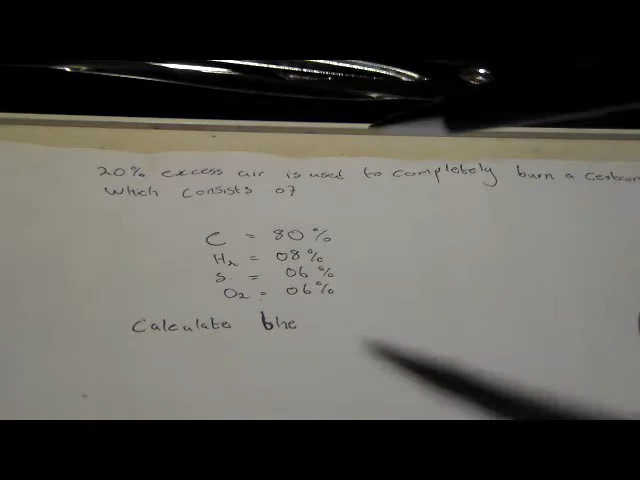 20% excess air is used to completely burn a certain
which consists of
C = 80%
H2 = 08%
S. = 06%
O2 = 06%
Calculate the